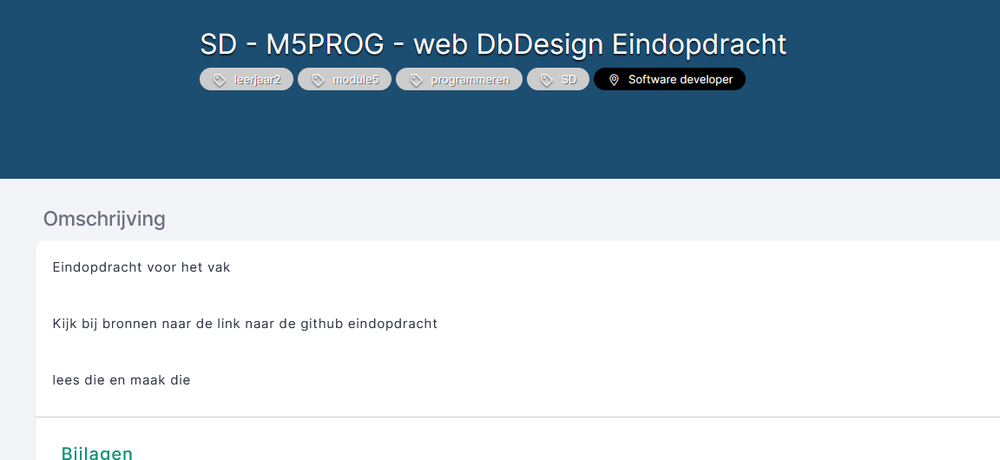 SD - M5PROG - web DbDesign Eindopdracht
leerjaar2 module5 programmeren SD Software developer
Omschrijving
Eindopdracht voor het vak
Kijk bij bronnen naar de link naar de github eindopdracht
lees die en maak die
Bijlagen